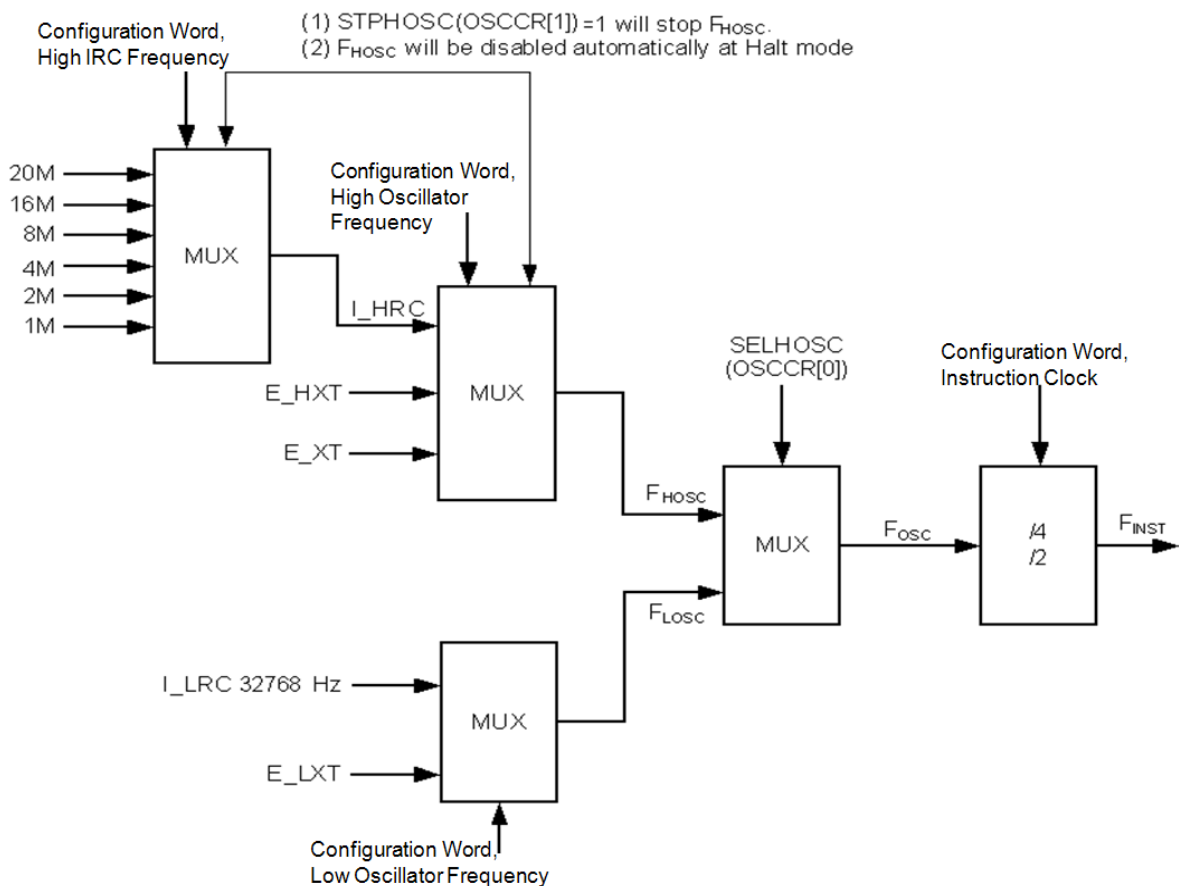 (1) STPHOSC(OSCCR[1])=1 will stop FHOSC.
(2) FHOSC will be disabled automatically at Halt mode
Configuration Word,
High IRC Frequency
20M
16M
8M
4M
2M
1M
MUX
I_HRC
Configuration Word,
High Oscillator
Frequency
E_HXT
E_XT
MUX
FHOSC
I_LRC 32768 Hz
E_LXT
MUX
FLOSC
Configuration Word,
Low Oscillator Frequency
SELHOSC
(OSCCR[0])
MUX
FOSC
Configuration Word,
Instruction Clock
/4
/2
FINST